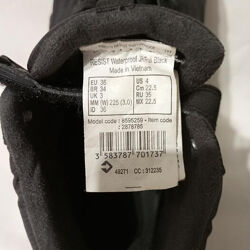 RESIST Waterproof JR Black
Made in Vietnam
EU 36 US 4
BR 34 Cm 22.5
UK 3 RU 35
MM (W) 225 (3.0) MX 22.5
ID 36
Model code : 8595259 • Item code
: 2878785
3 583787 701737
49271 CC : 312235